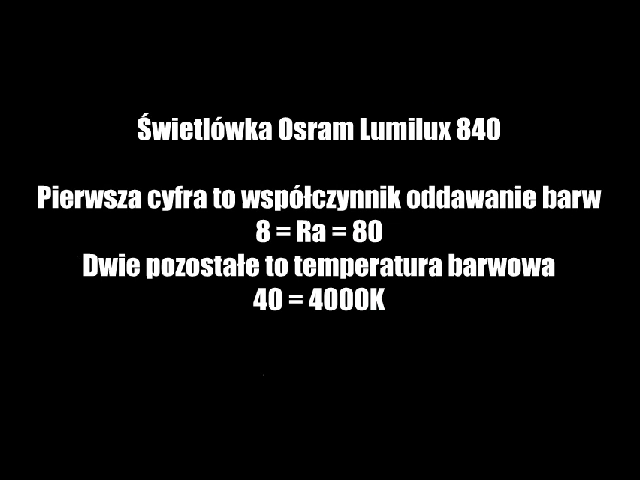 Świetlówka Osram Lumilux 840
Pierwsza cyfra to współczynnik oddawanie barw
8 = Ra = 80
Dwie pozostałe to temperatura barwowa
40 = 4000K